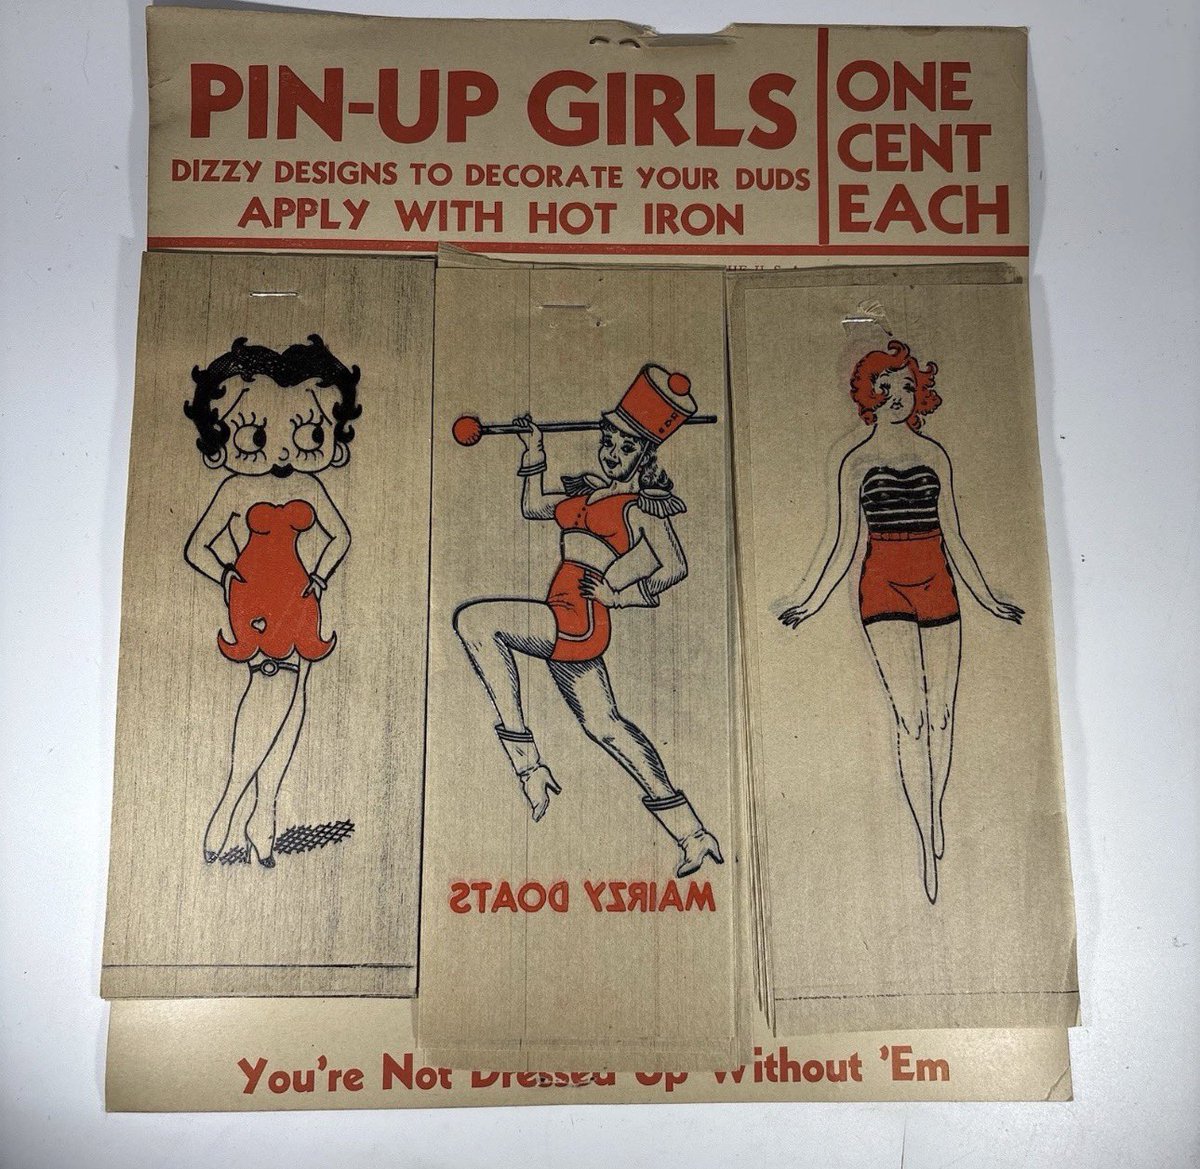 PIN-UP GIRLS
DIZZY DESIGNS TO DECORATE YOUR DUDS
APPLY WITH HOT IRON
ONE
CENT
EACH
MAIRZY DOATS
You're Not Dressed Up Without 'Em